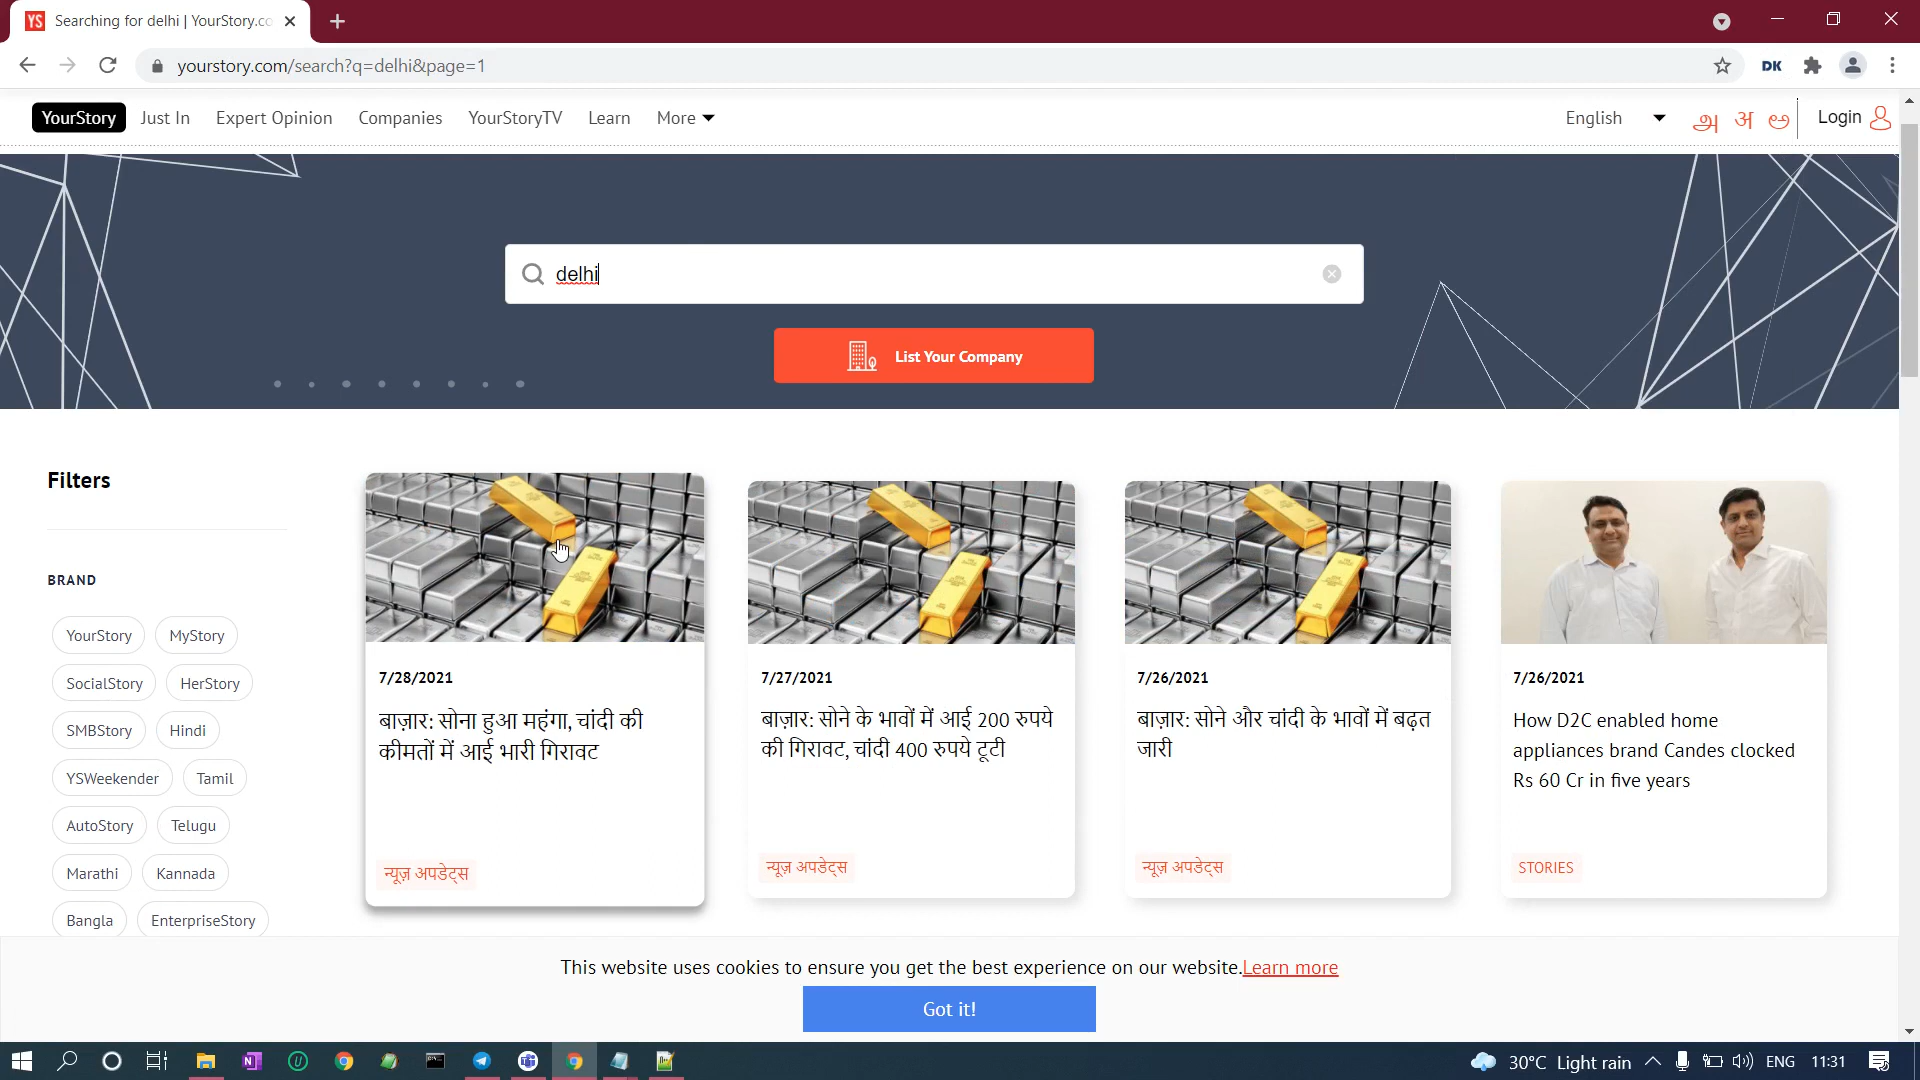 YS Searching for delhi | YourStory.co
yourstory.com/search?q=delhi&page=1
DK
YourStory Just In Expert Opinion Companies YourStoryTV Learn More English அ अ ಅ Login
delhi
List Your Company
Filters
BRAND
YourStory MyStory
SocialStory HerStory
SMBStory Hindi
YSWeekender Tamil
AutoStory Telugu
Marathi Kannada
Bangla EnterpriseStory
7/28/2021
बाज़ार: सोना हुआ महंगा, चांदी की
कीमतों में आई भारी गिरावट
न्यूज़ अपडेट्स
7/27/2021
बाज़ार: सोने के भावों में आई 200 रुपये
की गिरावट, चांदी 400 रुपये टूटी
न्यूज़ अपडेट्स
7/26/2021
बाज़ार: सोने और चांदी के भावों में बढ़त
जारी
न्यूज़ अपडेट्स
7/26/2021
How D2C enabled home
appliances brand Candes clocked
Rs 60 Cr in five years
STORIES
This website uses cookies to ensure you get the best experience on our website.Learn more
Got it!
30°C Light rain ENG 11:31